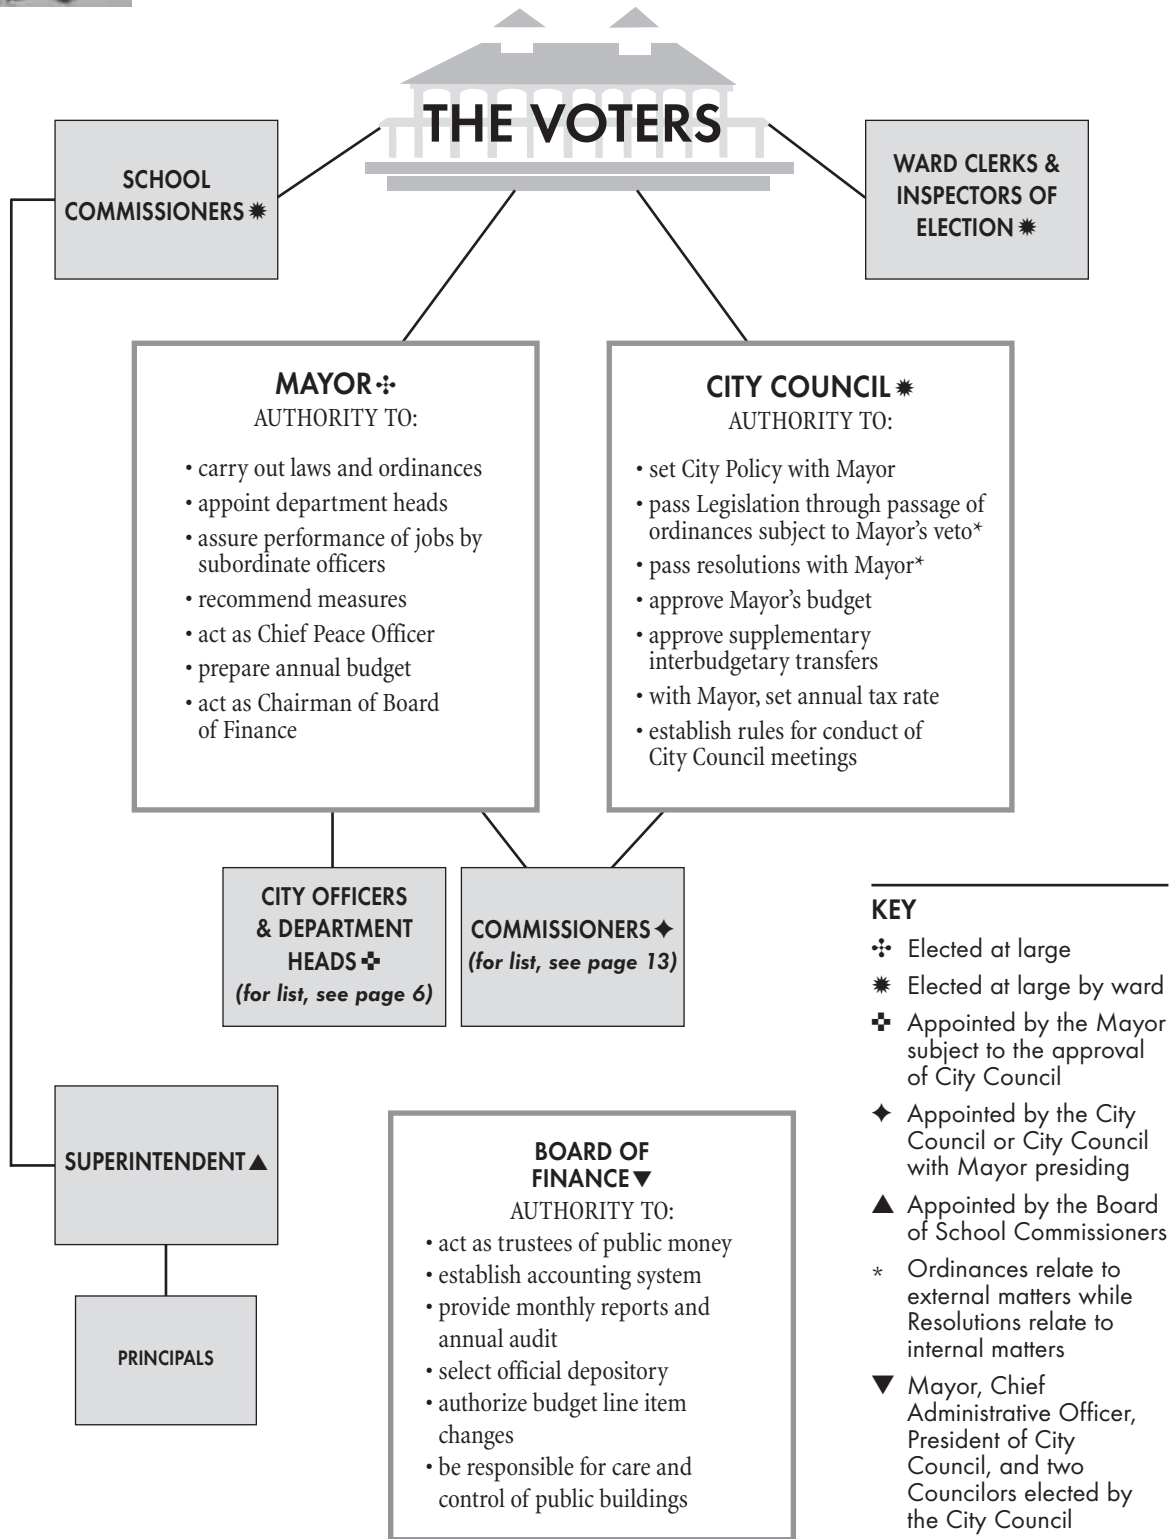 THE VOTERS
SCHOOL
COMMISSIONERS ✹
WARD CLERKS &
INSPECTORS OF
ELECTION ✹
MAYOR ✣
AUTHORITY TO:
• carry out laws and ordinances
• appoint department heads
• assure performance of jobs by
subordinate officers
• recommend measures
• act as Chief Peace Officer
• prepare annual budget
• act as Chairman of Board
of Finance
CITY COUNCIL ✹
AUTHORITY TO:
• set City Policy with Mayor
• pass Legislation through passage of
ordinances subject to Mayor’s veto*
• pass resolutions with Mayor*
• approve Mayor’s budget
• approve supplementary
interbudgetary transfers
• with Mayor, set annual tax rate
• establish rules for conduct of
City Council meetings
CITY OFFICERS
& DEPARTMENT
HEADS ✤
(for list, see page 6)
COMMISSIONERS ✦
(for list, see page 13)
SUPERINTENDENT ▲
PRINCIPALS
BOARD OF
FINANCE ▼
AUTHORITY TO:
• act as trustees of public money
• establish accounting system
• provide monthly reports and
annual audit
• select official depository
• authorize budget line item
changes
• be responsible for care and
control of public buildings
KEY
✣ Elected at large
✹ Elected at large by ward
✤ Appointed by the Mayor
subject to the approval
of City Council
✦ Appointed by the City
Council or City Council
with Mayor presiding
▲ Appointed by the Board
of School Commissioners
* Ordinances relate to
external matters while
Resolutions relate to
internal matters
▼ Mayor, Chief
Administrative Officer,
President of City
Council, and two
Councilors elected by
the City Council